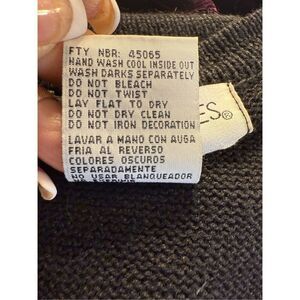 FTY NBR: 45065
HAND WASH COOL INSIDE OUT
WASH DARKS SEPARATELY
DO NOT BLEACH
DO NOT TWIST
LAY FLAT TO DRY
DO NOT DRY CLEAN
DO NOT IRON DECORATION
LAVAR A MANO CON AUGA
FRIA AL REVERSO
COLORES OSCUROS
SEPARADAMENTE
NO USAR BLANQUEADOR
ES®